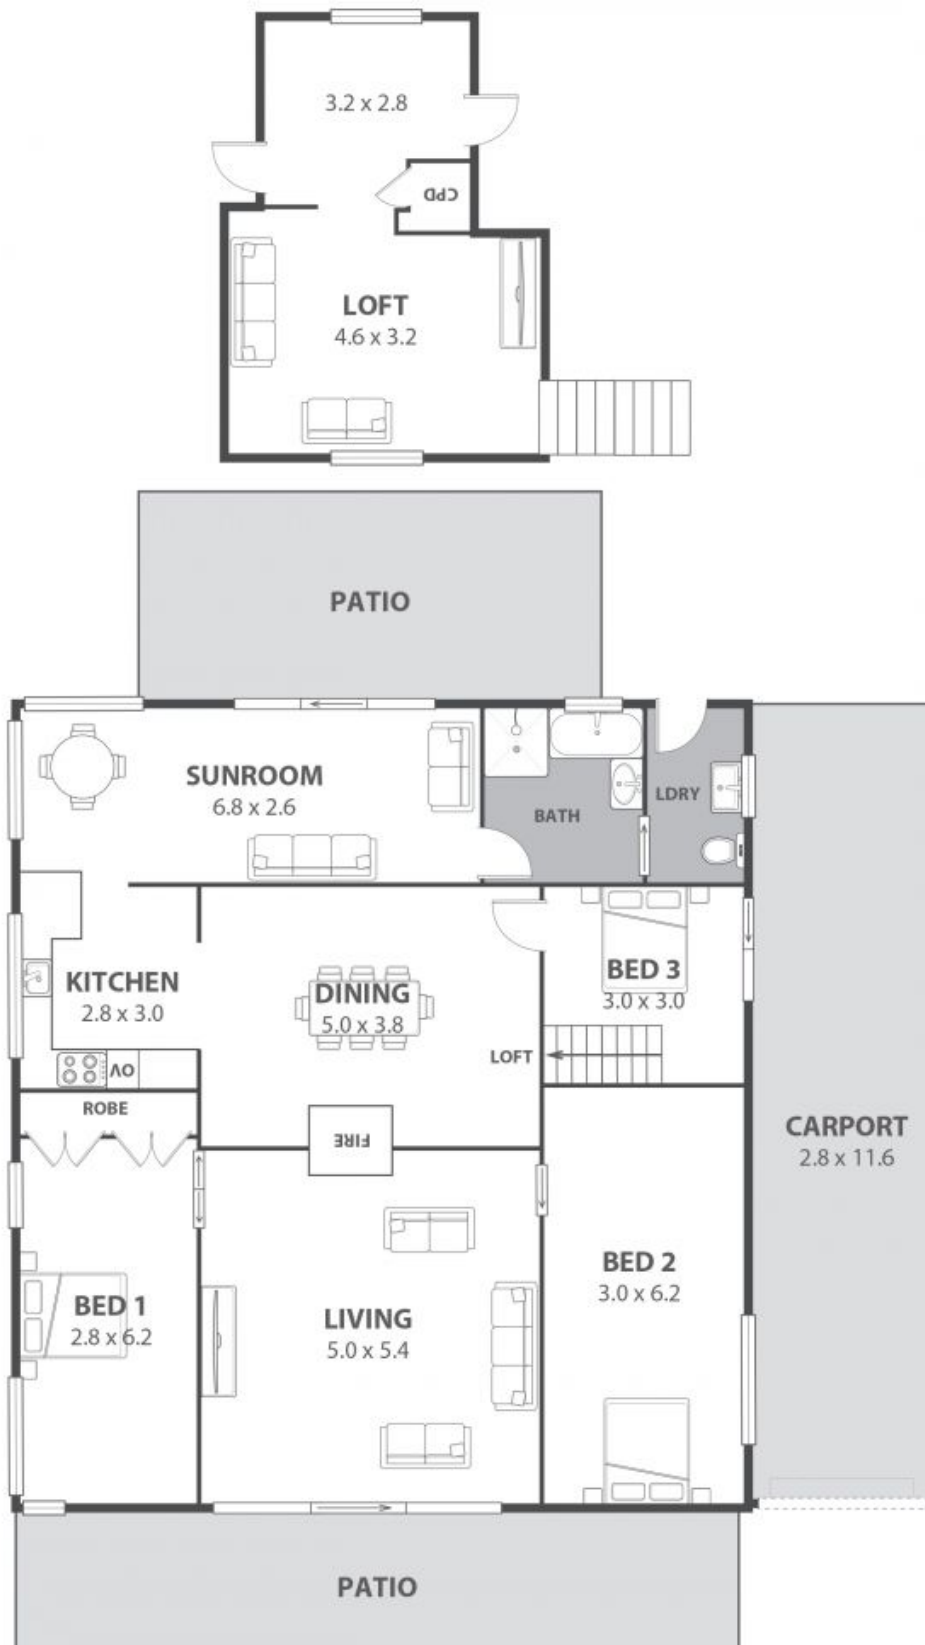 3.2 x 2.8
CPD
LOFT
4.6 x 3.2
PATIO
SUNROOM
6.8 x 2.6
BATH
LDRY
KITCHEN
2.8 x 3.0
OV
DINING
5.0 x 3.8
BED 3
3.0 x 3.0
LOFT
ROBE
FIRE
CARPORT
2.8 x 11.6
BED 1
2.8 x 6.2
LIVING
5.0 x 5.4
BED 2
3.0 x 6.2
PATIO